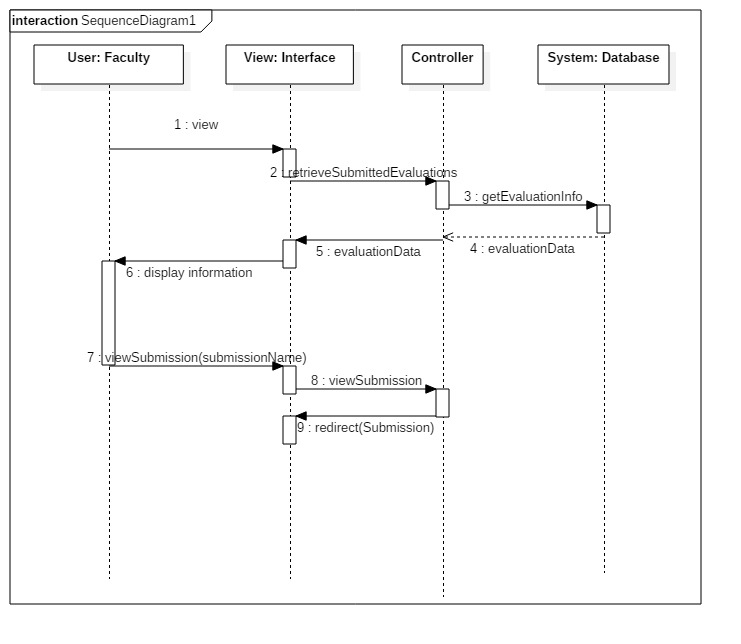 interaction SequenceDiagram1
User: Faculty
View: Interface
Controller
System: Database
1 : view
2 : retrieveSubmittedEvaluations
3 : getEvaluationInfo
4 : evaluationData
5 : evaluationData
6 : display information
7 : viewSubmission(submissionName)
8 : viewSubmission
9 : redirect(Submission)